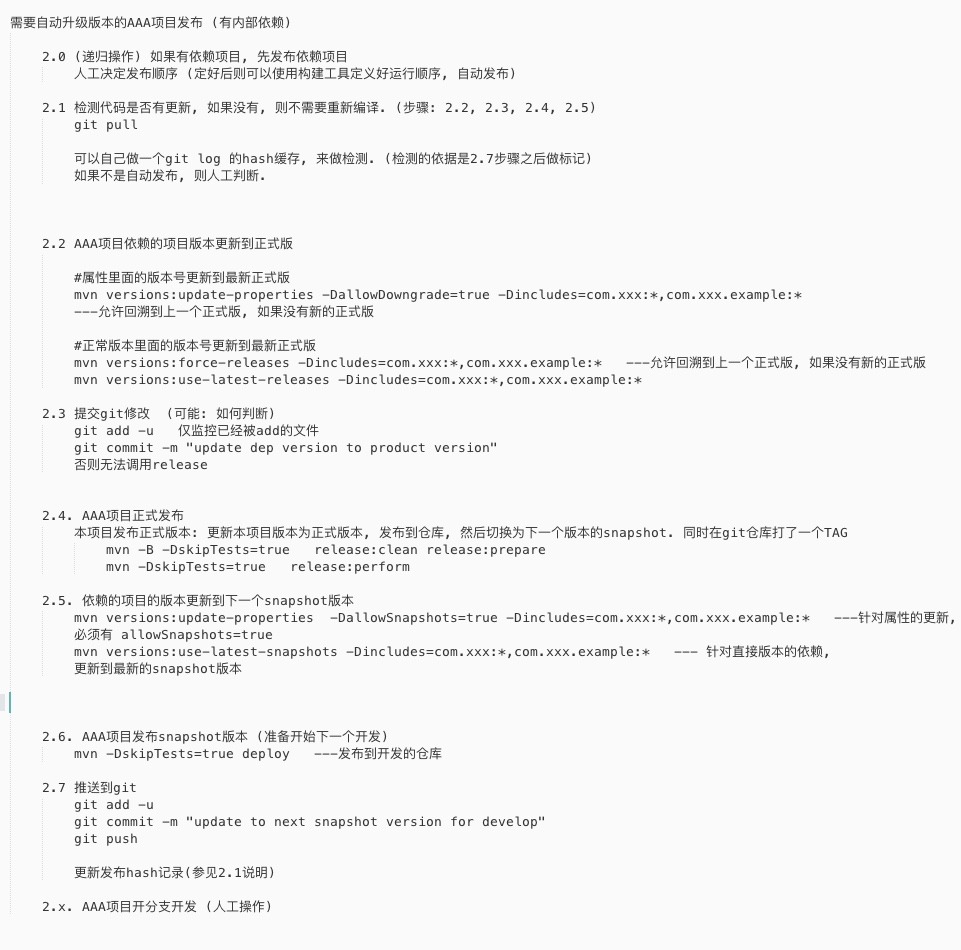 需要自动升级版本的AAA项目发布 (有内部依赖)
2.0 (递归操作) 如果有依赖项目, 先发布依赖项目
人工决定发布顺序 (定好后则可以使用构建工具定义好运行顺序, 自动发布)
2.1 检测代码是否有更新, 如果没有, 则不需要重新编译. (步骤: 2.2, 2.3, 2.4, 2.5)
git pull
可以自己做一个git log 的hash缓存, 来做检测. (检测的依据是2.7步骤之后做标记)
如果不是自动发布, 则人工判断.
2.2 AAA项目依赖的项目版本更新到正式版
#属性里面的版本号更新到最新正式版
mvn versions:update-properties -DallowDowngrade=true -Dincludes=com.xxx:*,com.xxx.example:*
---允许回溯到上一个正式版, 如果没有新的正式版
#正常版本里面的版本号更新到最新正式版
mvn versions:force-releases -Dincludes=com.xxx:*,com.xxx.example:*   ---允许回溯到上一个正式版, 如果没有新的正式版
mvn versions:use-latest-releases -Dincludes=com.xxx:*,com.xxx.example:*
2.3 提交git修改  (可能: 如何判断)
git add -u   仅监控已经被add的文件
git commit -m "update dep version to product version"
否则无法调用release
2.4. AAA项目正式发布
本项目发布正式版本: 更新本项目版本为正式版本, 发布到仓库, 然后切换为下一个版本的snapshot. 同时在git仓库打了一个TAG
mvn -B -DskipTests=true   release:clean release:prepare
mvn -DskipTests=true   release:perform
2.5. 依赖的项目的版本更新到下一个snapshot版本
mvn versions:update-properties  -DallowSnapshots=true -Dincludes=com.xxx:*,com.xxx.example:*   ---针对属性的更新,
必须有 allowSnapshots=true
mvn versions:use-latest-snapshots -Dincludes=com.xxx:*,com.xxx.example:*   --- 针对直接版本的依赖,
更新到最新的snapshot版本
2.6. AAA项目发布snapshot版本 (准备开始下一个开发)
mvn -DskipTests=true deploy   ---发布到开发的仓库
2.7 推送到git
git add -u
git commit -m "update to next snapshot version for develop"
git push
更新发布hash记录(参见2.1说明)
2.x. AAA项目开分支开发 (人工操作)